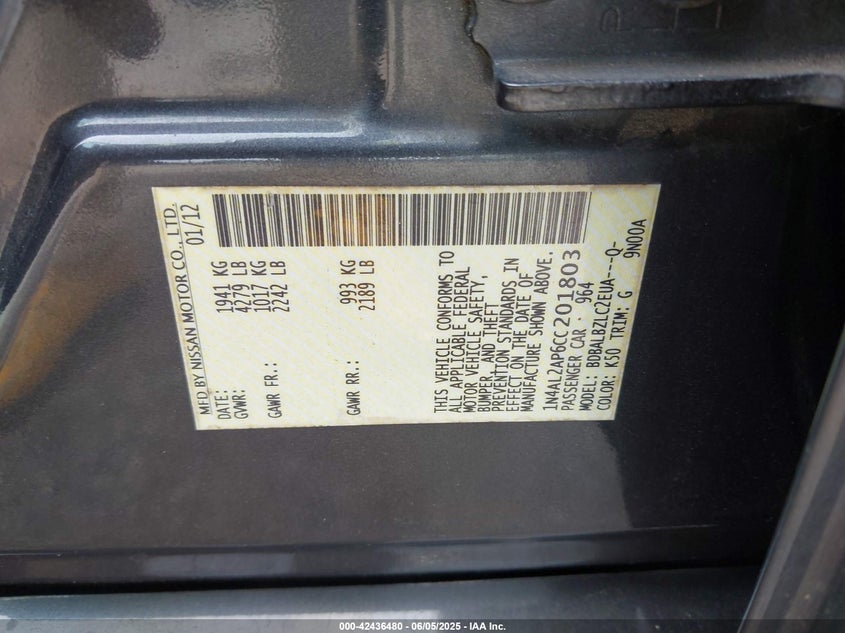 MFD BY NISSAN MOTOR CO., LTD.
DATE: 01/12
GVWR: 1941 KG
4279 LB
GAWR FR.: 1017 KG
2242 LB
GAWR RR.: 993 KG
2189 LB
THIS VEHICLE CONFORMS TO
ALL APPLICABLE FEDERAL
MOTOR VEHICLE SAFETY,
BUMPER, AND THEFT
PREVENTION STANDARDS IN
EFFECT ON THE DATE OF
MANUFACTURE SHOWN ABOVE.
1N4AL2AP6CC201803
PASSENGER CAR 964
MODEL: BDBALBZLCZEUA----Q-
COLOR: K50 TRIM: G 9N00A
000-42436480 - 06/05/2025 - IAA Inc.